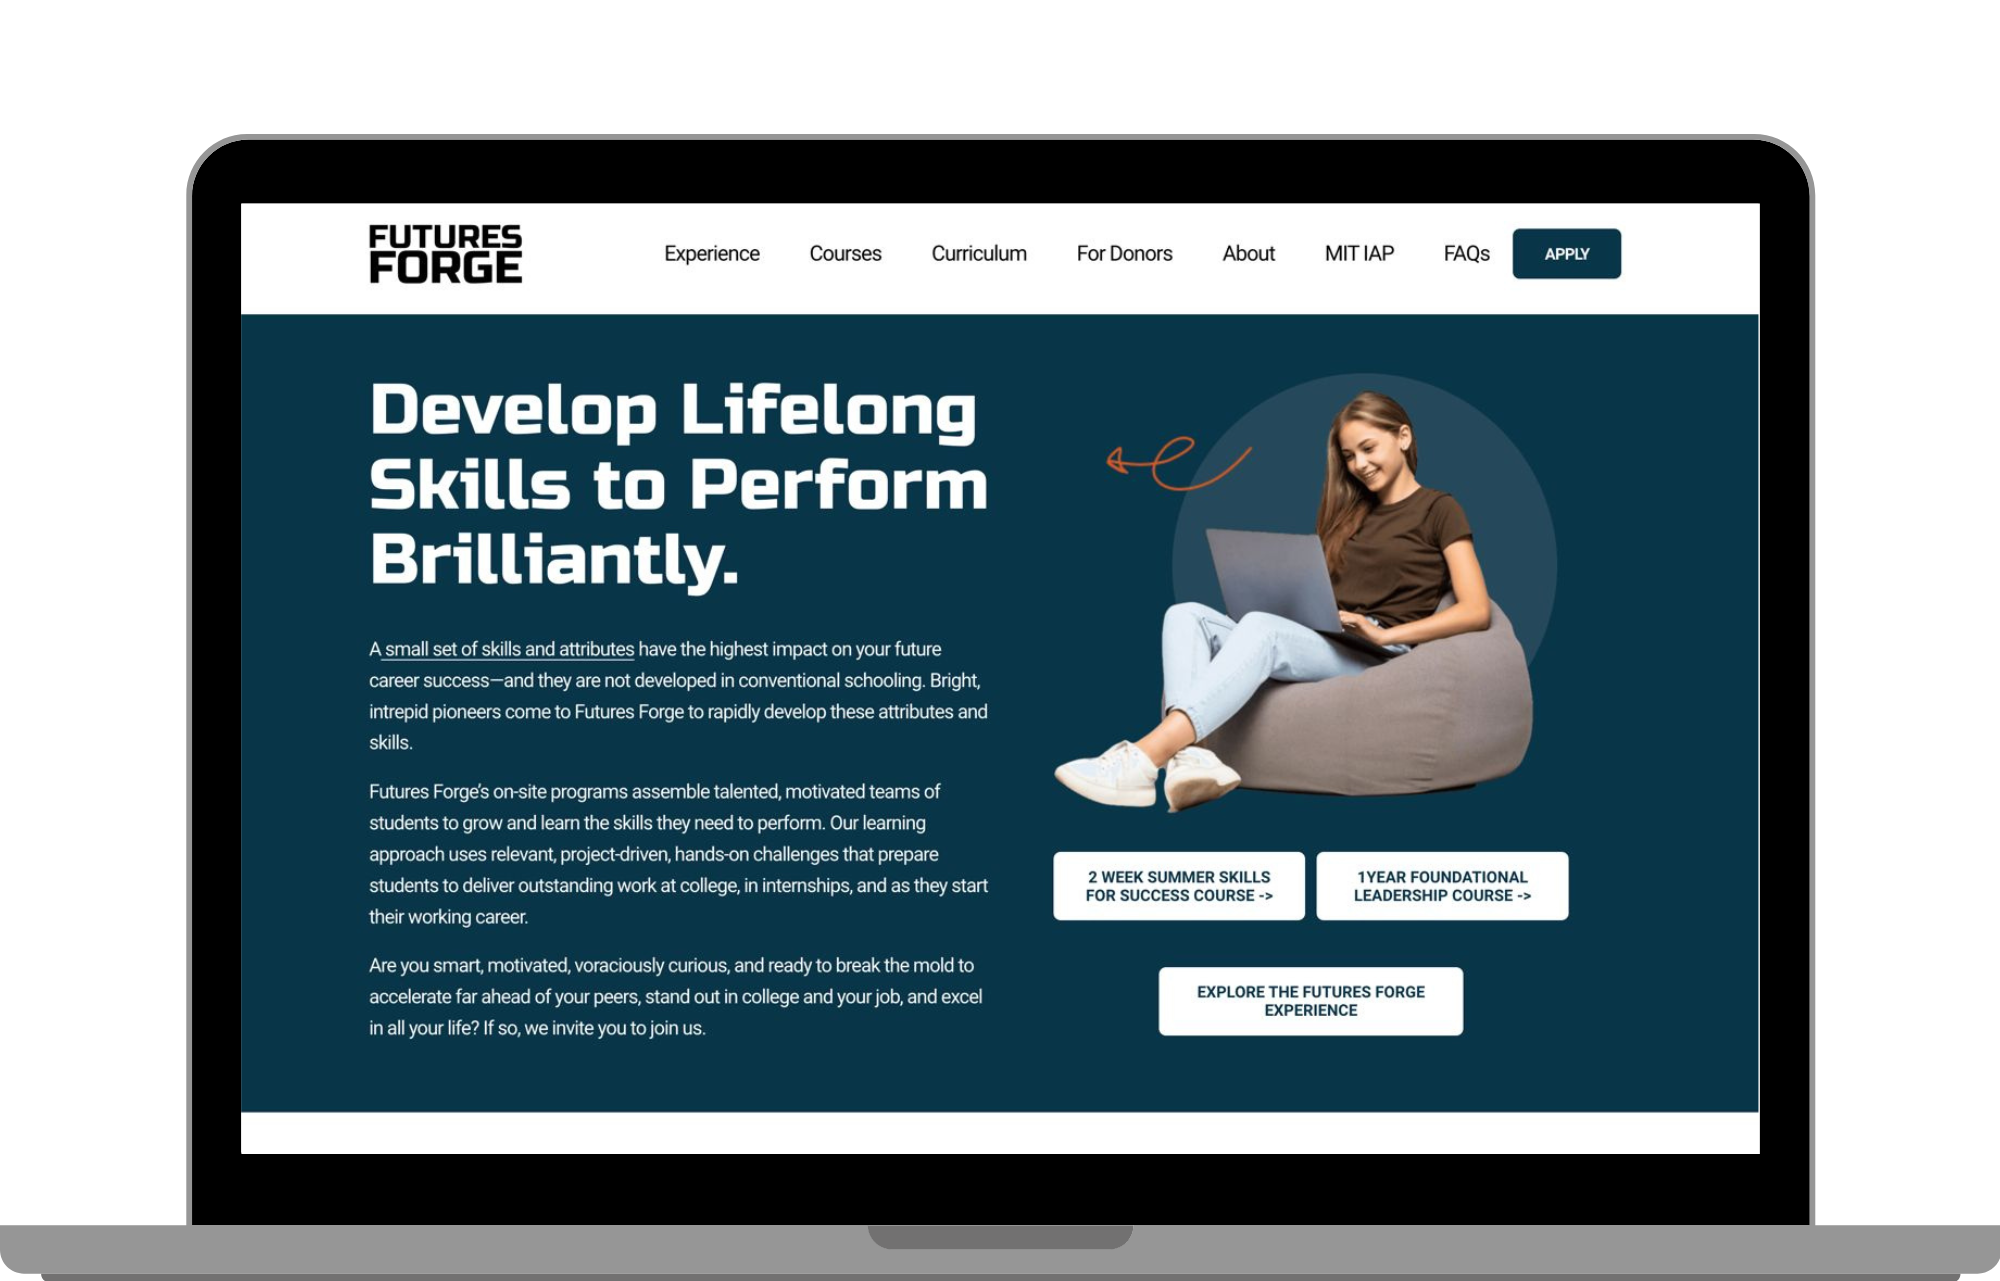 FUTURES
FORGE
Experience Courses Curriculum For Donors About MIT IAP FAQs APPLY
Develop Lifelong
Skills to Perform
Brilliantly.
A small set of skills and attributes have the highest impact on your future
career success—and they are not developed in conventional schooling. Bright,
intrepid pioneers come to Futures Forge to rapidly develop these attributes and
skills.
Futures Forge's on-site programs assemble talented, motivated teams of
students to grow and learn the skills they need to perform. Our learning
approach uses relevant, project-driven, hands-on challenges that prepare
students to deliver outstanding work at college, in internships, and as they start
their working career.
Are you smart, motivated, voraciously curious, and ready to break the mold to
accelerate far ahead of your peers, stand out in college and your job, and excel
in all your life? If so, we invite you to join us.
2 WEEK SUMMER SKILLS
FOR SUCCESS COURSE ->
1YEAR FOUNDATIONAL
LEADERSHIP COURSE ->
EXPLORE THE FUTURES FORGE
EXPERIENCE